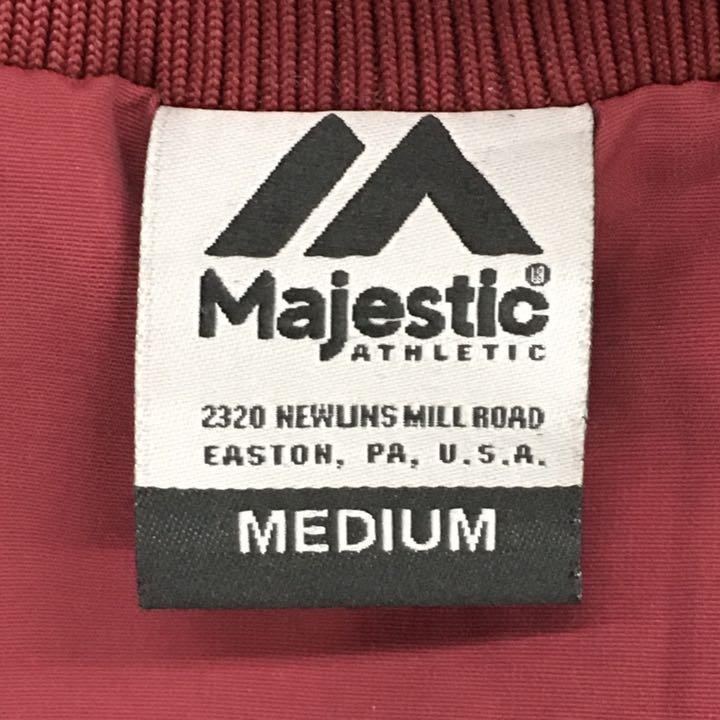 Majestic®
ATHLETIC
2320 NEWLINS MILL ROAD
EASTON, PA, U.S.A.
MEDIUM